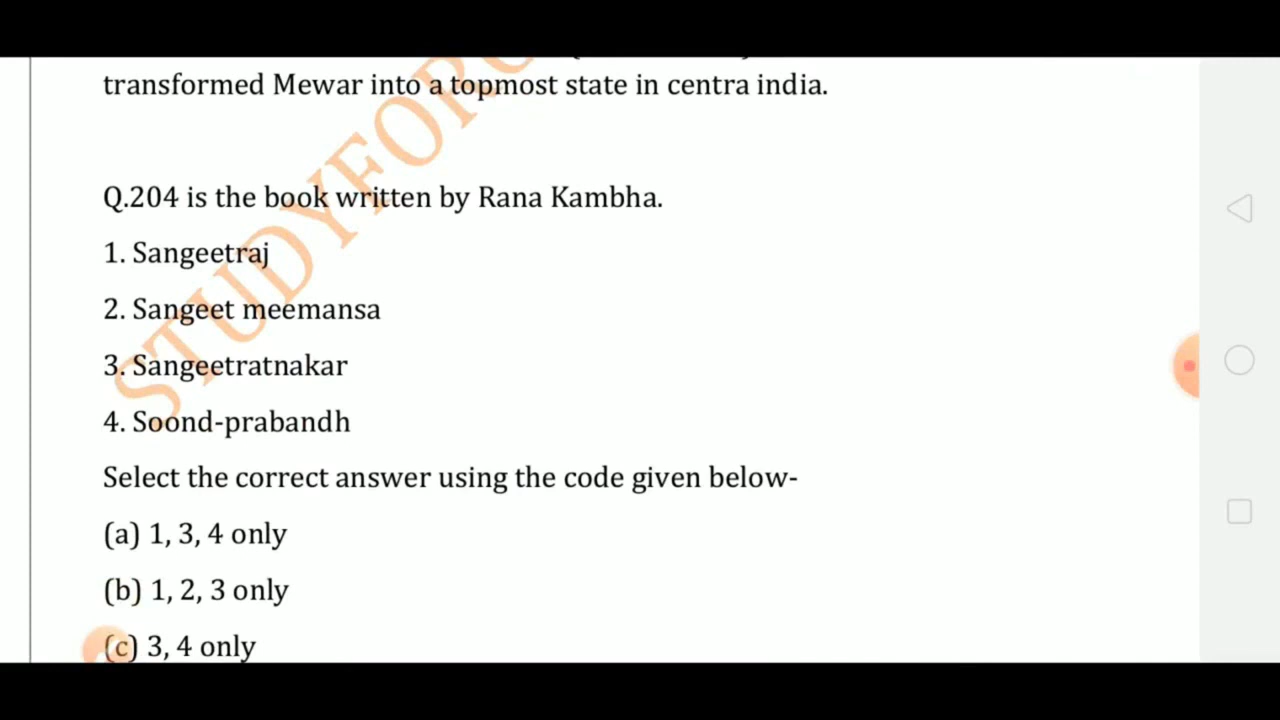 transformed Mewar into a topmost state in centra india.
Q.204 is the book written by Rana Kambha.
1. Sangeetraj
2. Sangeet meemansa
3. Sangeetratnakar
4. Soond-prabandh
Select the correct answer using the code given below-
(a) 1, 3, 4 only
(b) 1, 2, 3 only
(c) 3, 4 only